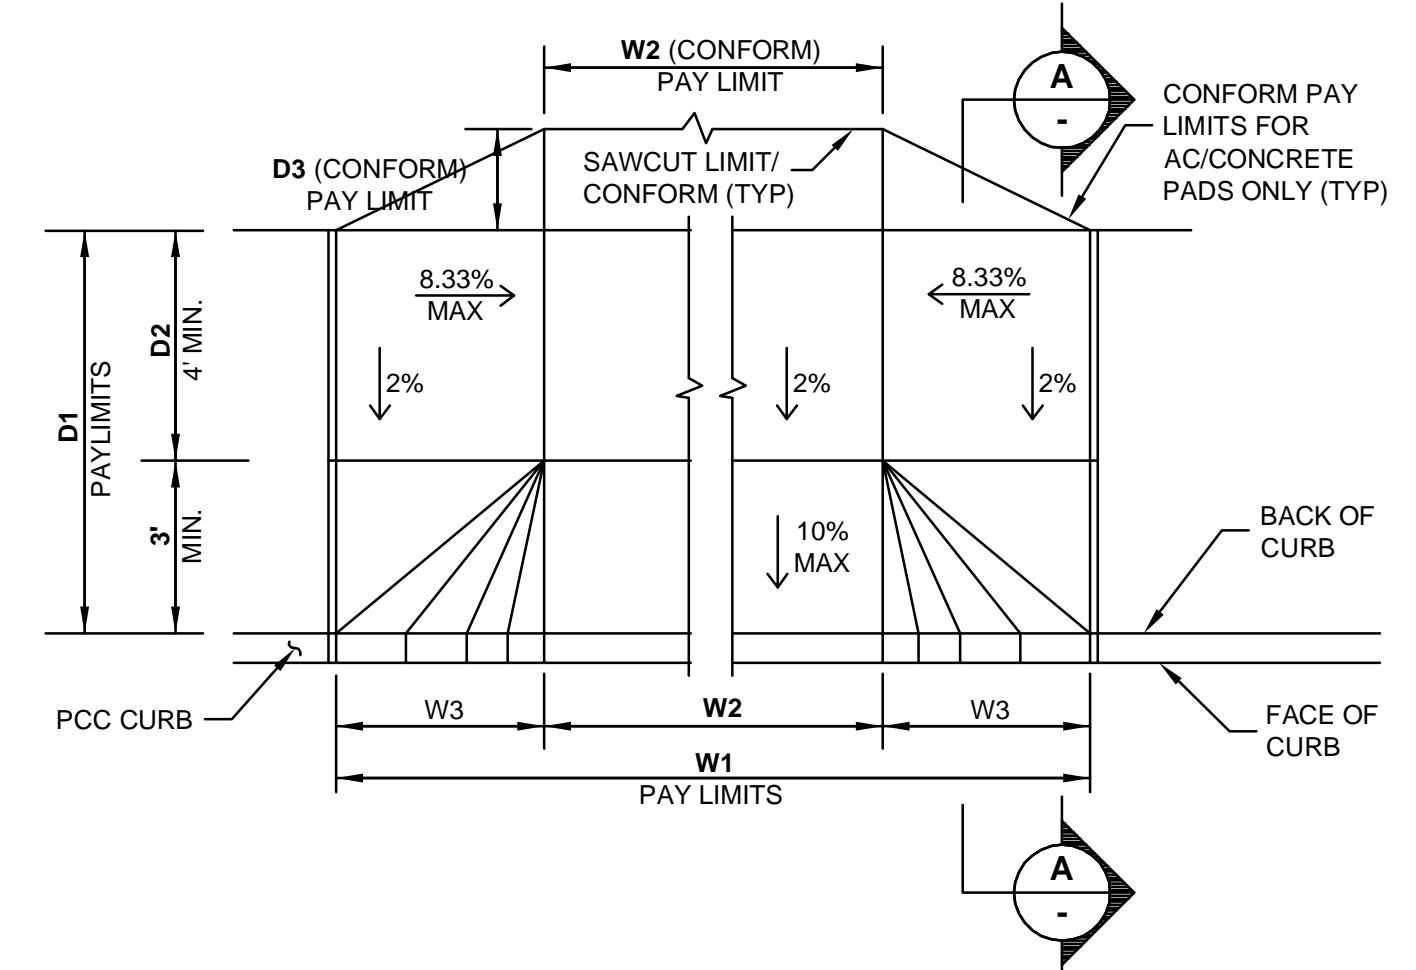 W2 (CONFORM)
PAY LIMIT
A
-
CONFORM PAY
LIMITS FOR
AC/CONCRETE
PADS ONLY (TYP)
D3 (CONFORM)
PAY LIMIT
SAWCUT LIMIT/
CONFORM (TYP)
8.33%
MAX
8.33%
MAX
D2
4' MIN.
2%
2%
2%
D1
PAYLIMITS
3'
MIN.
10%
MAX
BACK OF
CURB
PCC CURB
W3
W2
W3
FACE OF
CURB
W1
PAY LIMITS
A
-